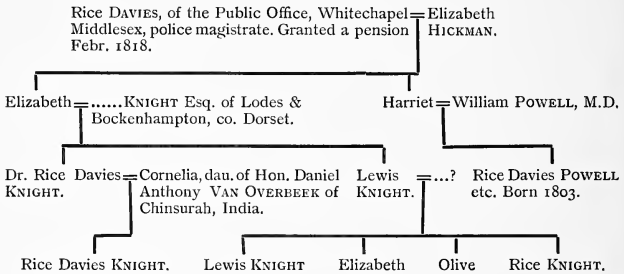 Rice DAVIES, of the Public Office, Whitechapel = Elizabeth
Middlesex, police magistrate. Granted a pension HICKMAN.
Febr. 1818.
Elizabeth = ......KNIGHT Esq. of Lodes & Harriet = William POWELL, M.D.
Bockenhampton, co. Dorset.
Dr. Rice Davies = Cornelia, dau. of Hon. Daniel Lewis = ...? Rice Davies POWELL
KNIGHT. Anthony VAN OVERBEEK of KNIGHT. etc. Born 1803.
Chinsurah, India.
Rice Davies KNIGHT. Lewis KNIGHT Elizabeth Olive Rice KNIGHT.